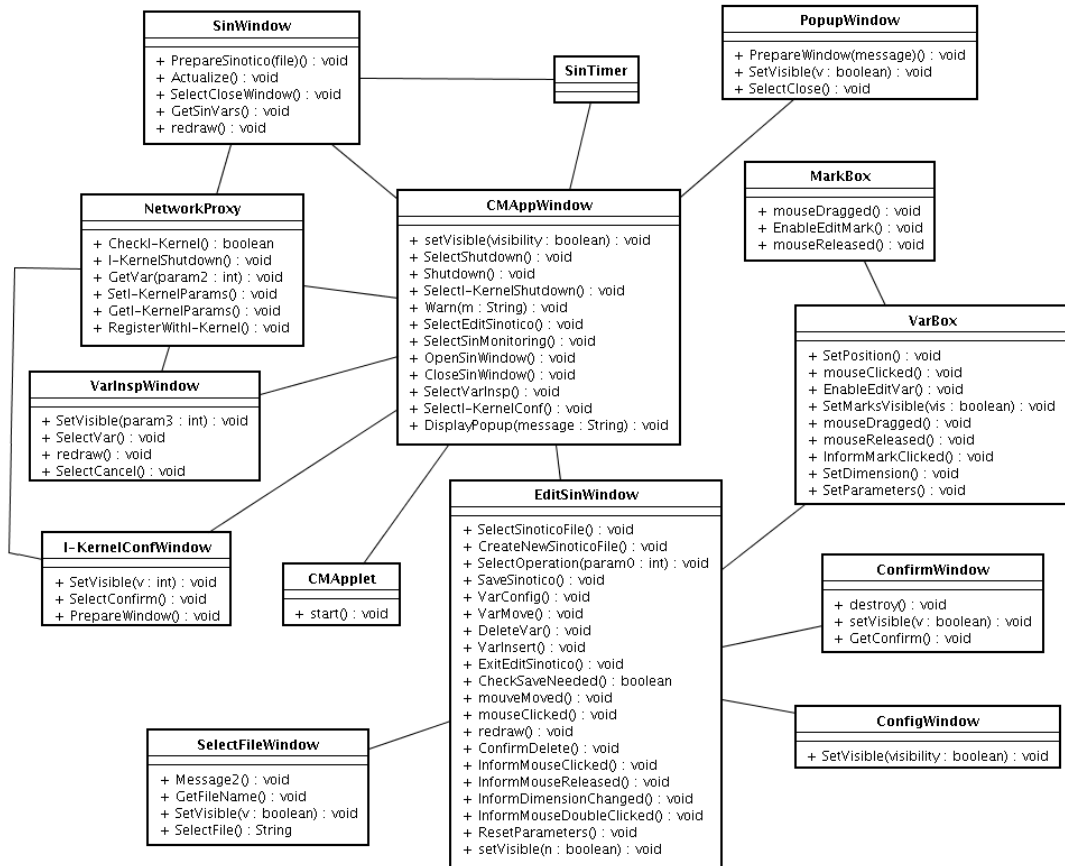 SinWindow
+ PrepareSinotico(file)() : void
+ Actualize() : void
+ SelectCloseWindow() : void
+ GetSinVars() : void
+ redraw() : void
SinTimer
PopupWindow
+ PrepareWindow(message)() : void
+ SetVisible(v : boolean) : void
+ SelectClose() : void
NetworkProxy
+ CheckI-Kernel() : boolean
+ I-KernelShutdown() : void
+ GetVar(param2 : int) : void
+ SetI-KernelParams() : void
+ GetI-KernelParams() : void
+ RegisterWithI-Kernel() : void
CMAppWindow
+ setVisible(visibility : boolean) : void
+ SelectShutdown() : void
+ Shutdown() : void
+ SelectI-KernelShutdown() : void
+ Warn(m : String) : void
+ SelectEditSinotico() : void
+ SelectSinMonitoring() : void
+ OpenSinWindow() : void
+ CloseSinWindow() : void
+ SelectVarInsp() : void
+ SelectI-KernelConf() : void
+ DisplayPopup(message : String) : void
MarkBox
+ mouseDragged() : void
+ EnableEditMark() : void
+ mouseReleased() : void
VarBox
+ SetPosition() : void
+ mouseClicked() : void
+ EnableEditVar() : void
+ SetMarksVisible(vis : boolean) : void
+ mouseDragged() : void
+ mouseReleased() : void
+ InformMarkClicked() : void
+ SetDimension() : void
+ SetParameters() : void
VarInspWindow
+ SetVisible(param3 : int) : void
+ SelectVar() : void
+ redraw() : void
+ SelectCancel() : void
I-KernelConfWindow
+ SetVisible(v : int) : void
+ SelectConfirm() : void
+ PrepareWindow() : void
CMApplet
+ start() : void
EditSinWindow
+ SelectSinoticoFile() : void
+ CreateNewSinoticoFile() : void
+ SelectOperation(param0 : int) : void
+ SaveSinotico() : void
+ VarConfig() : void
+ VarMove() : void
+ DeleteVar() : void
+ VarInsert() : void
+ ExitEditSinotico() : void
+ CheckSaveNeeded() : boolean
+ mouveMoved() : void
+ mouseClicked() : void
+ redraw() : void
+ ConfirmDelete() : void
+ InformMouseClicked() : void
+ InformMouseReleased() : void
+ InformDimensionChanged() : void
+ InformMouseDoubleClicked() : void
+ ResetParameters() : void
+ setVisible(n : boolean) : void
ConfirmWindow
+ destroy() : void
+ setVisible(v : boolean) : void
+ GetConfirm() : void
ConfigWindow
+ SetVisible(visibility : boolean) : void
SelectFileWindow
+ Message2() : void
+ GetFileName() : void
+ SetVisible(v : boolean) : void
+ SelectFile() : String